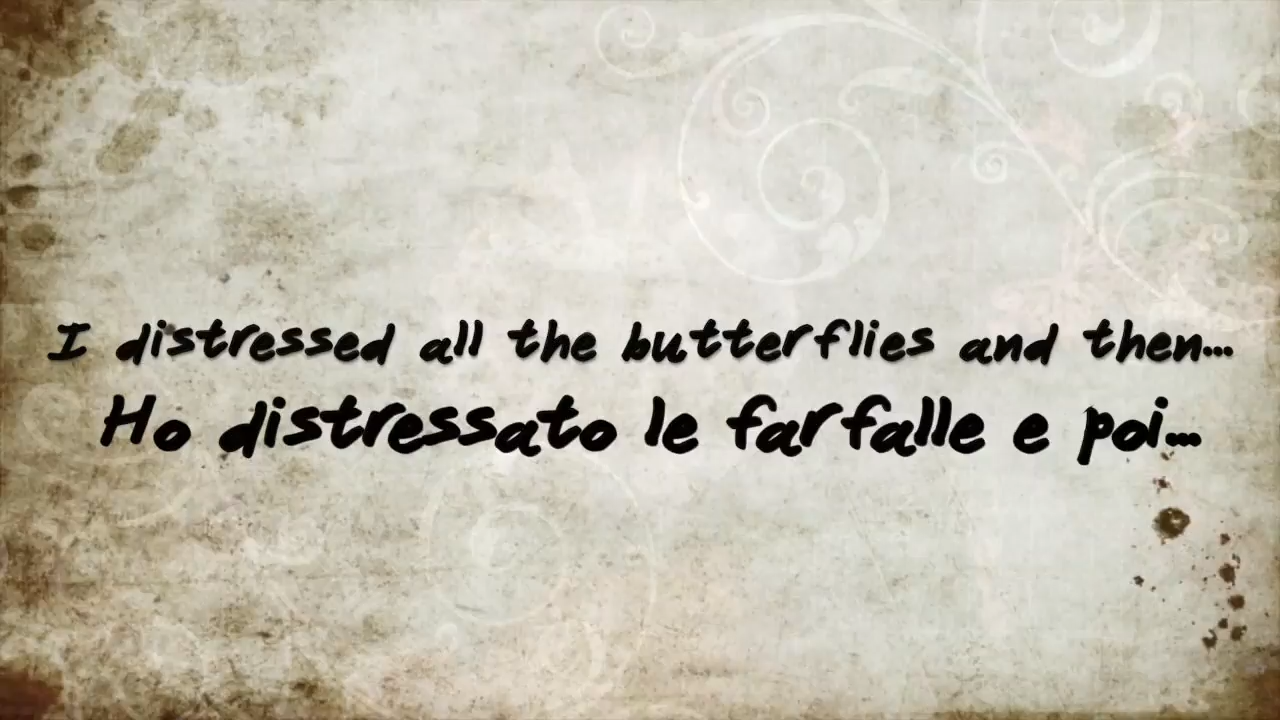 I distressed all the butterflies and then...
Ho distressato le farfalle e poi...